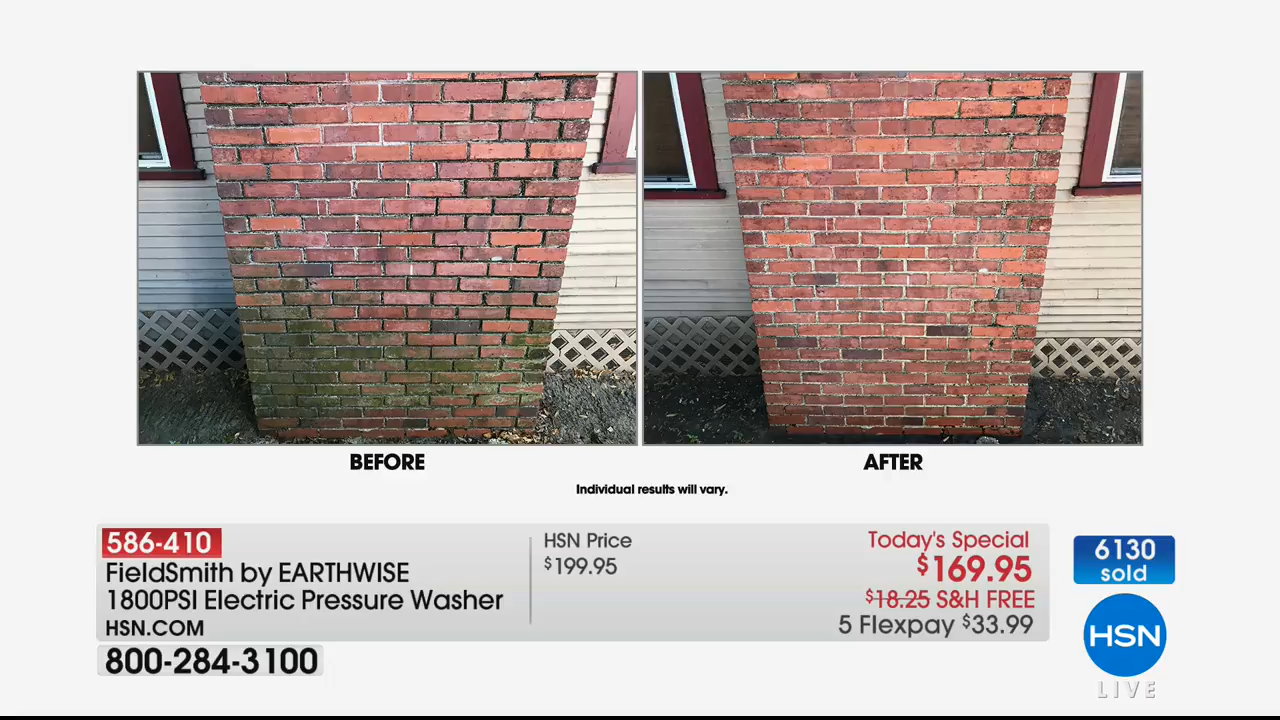 BEFORE
AFTER
Individual results will vary.
586-410
FieldSmith by EARTHWISE
1800PSI Electric Pressure Washer
HSN.COM
800-284-3100
HSN Price
$199.95
Today's Special
$169.95
$18.25 S&H FREE
5 Flexpay $33.99
6130
sold
HSN
LIVE